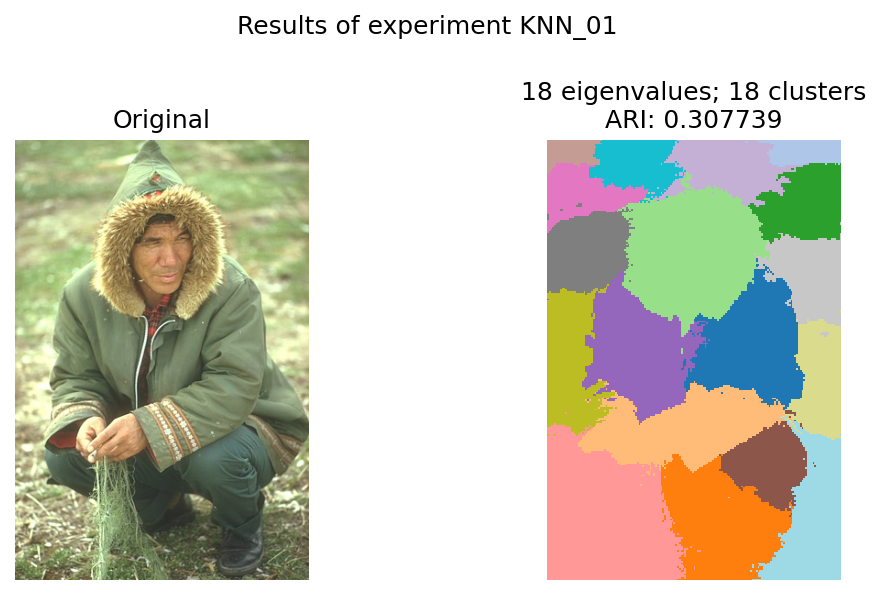 Results of experiment KNN_01
Original
18 eigenvalues; 18 clusters
ARI: 0.307739